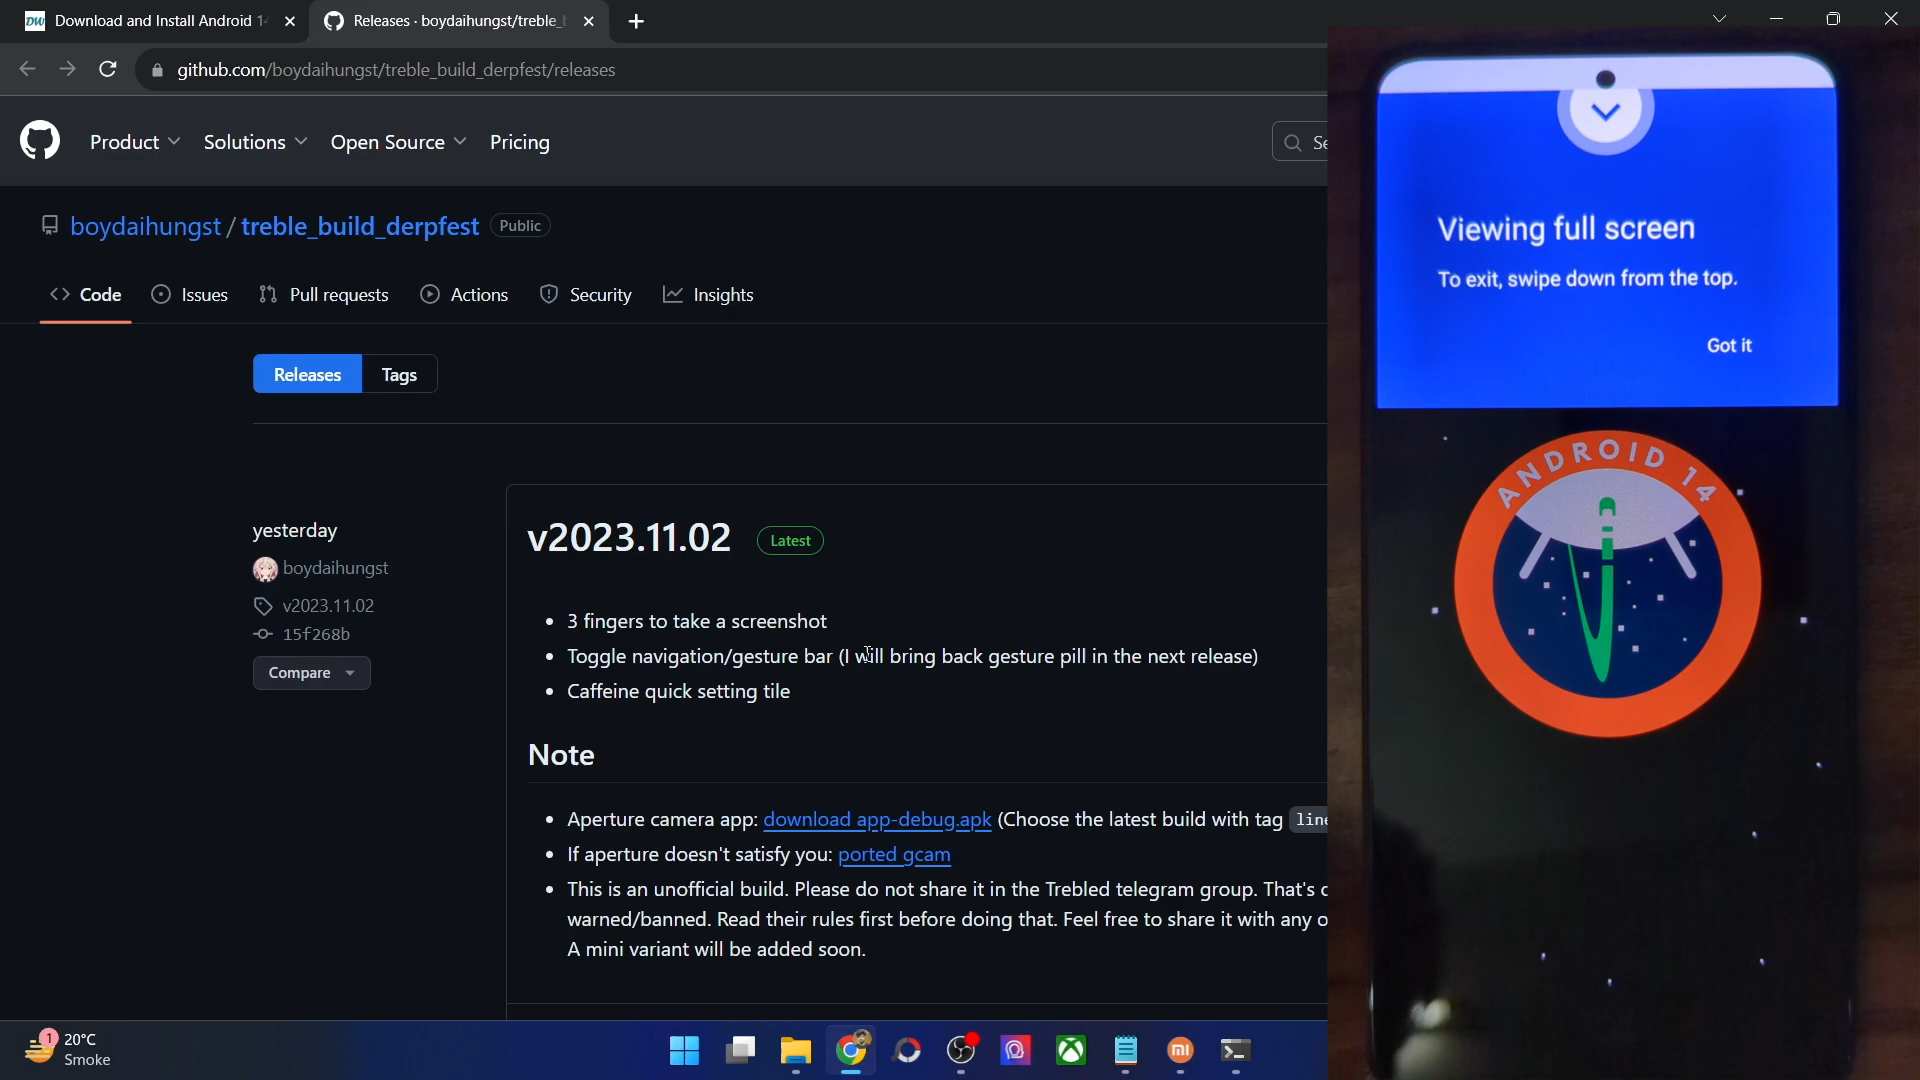 DW Download and Install Android 14
Releases · boydaihungst/treble_
github.com/boydaihungst/treble_build_derpfest/releases
Product
Solutions
Open Source
Pricing
boydaihungst / treble_build_derpfest Public
Code
Issues
Pull requests
Actions
Security
Insights
Releases
Tags
yesterday
boydaihungst
v2023.11.02
15f268b
Compare
v2023.11.02 Latest
• 3 fingers to take a screenshot
• Toggle navigation/gesture bar (I will bring back gesture pill in the next release)
• Caffeine quick setting tile
Note
• Aperture camera app: download app-debug.apk (Choose the latest build with tag
• If aperture doesn't satisfy you: ported gcam
• This is an unofficial build. Please do not share it in the Trebled telegram group. That's
warned/banned. Read their rules first before doing that. Feel free to share it with any
A mini variant will be added soon.
Viewing full screen
To exit, swipe down from the top.
Got it
ANDROID 14
1
20°C
Smoke
mi